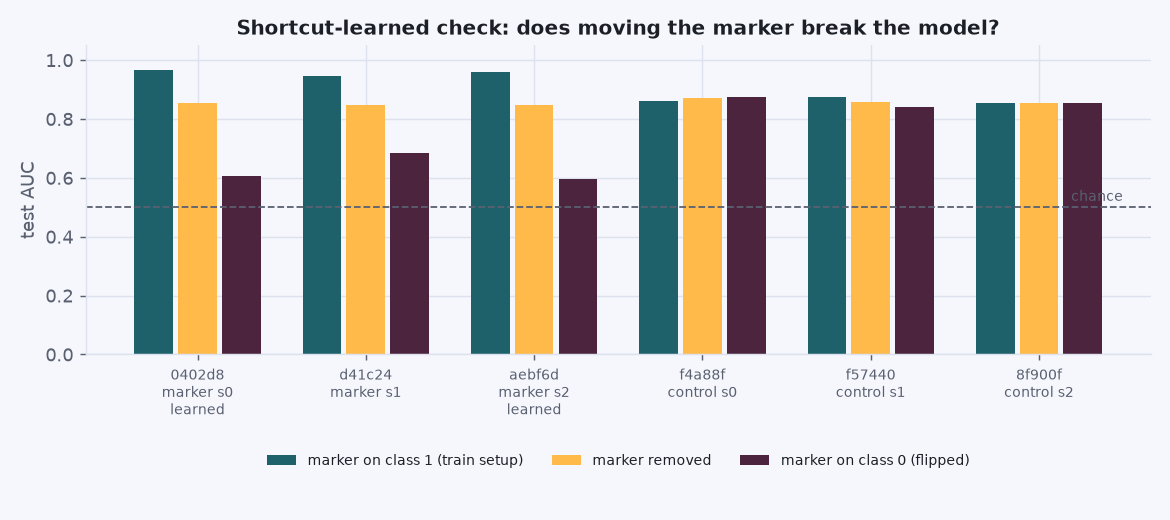 Shortcut-learned check: does moving the marker break the model?
test AUC
1.0
0.8
0.6
0.4
0.2
0.0
chance
0402d8
marker s0
learned
d41c24
marker s1
aebf6d
marker s2
learned
f4a88f
control s0
f57440
control s1
8f900f
control s2
marker on class 1 (train setup)
marker removed
marker on class 0 (flipped)